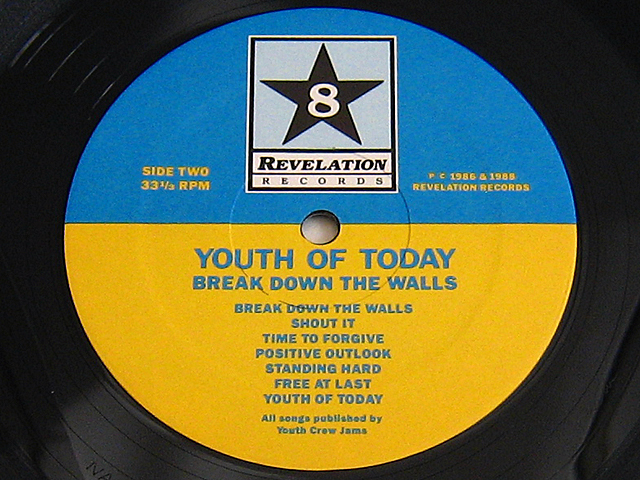 8
REVELATION
RECORDS
SIDE TWO
33 1/3 RPM
P C 1986 & 1988
REVELATION RECORDS
YOUTH OF TODAY
BREAK DOWN THE WALLS
BREAK DOWN THE WALLS
SHOUT IT
TIME TO FORGIVE
POSITIVE OUTLOOK
STANDING HARD
FREE AT LAST
YOUTH OF TODAY
All songs published by
Youth Crew Jams